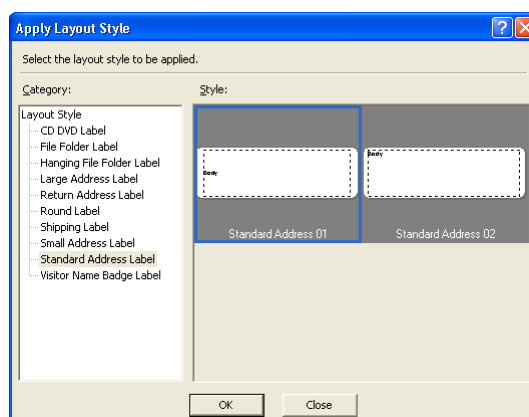 Apply Layout Style
Select the layout style to be applied.
Category:
Style:
Layout Style
CD DVD Label
File Folder Label
Hanging File Folder Label
Large Address Label
Return Address Label
Round Label
Shipping Label
Small Address Label
Standard Address Label
Visitor Name Badge Label
Body
Standard Address 01
Body
Standard Address 02
OK
Close